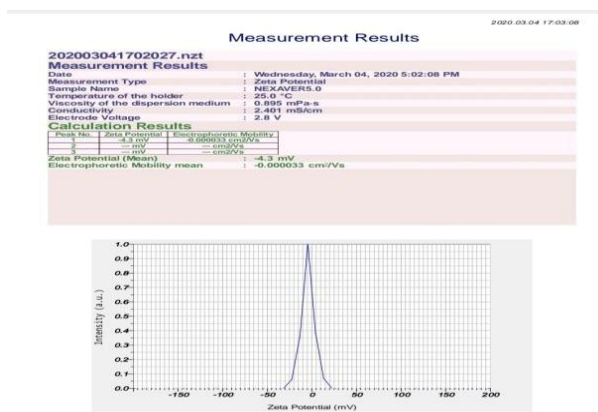 2020.03.04 17:03:08
Measurement Results
202003041702027.nzt
Measurement Results
Date : Wednesday, March 04, 2020 5:02:08 PM
Measurement Type : Zeta Potential
Sample Name : NEXAVER5.0
Temperature of the holder : 25.0 °C
Viscosity of the dispersion medium : 0.895 mPa·s
Conductivity : 2.401 mS/cm
Electrode Voltage : 2.8 V
Calculation Results
Peak No. Zeta Potential Electrophoretic Mobility
1 -4.3 mV -0.000033 cm2/Vs
2 --- mV --- cm2/Vs
3 --- mV --- cm2/Vs
Zeta Potential (Mean) : -4.3 mV
Electrophoretic Mobility mean : -0.000033 cm²/Vs
Intensity (a.u.)
1.0
0.9
0.8
0.7
0.6
0.5
0.4
0.3
0.2
0.1
0.0
-150 -100 -50 0 50 100 150 200
Zeta Potential (mV)